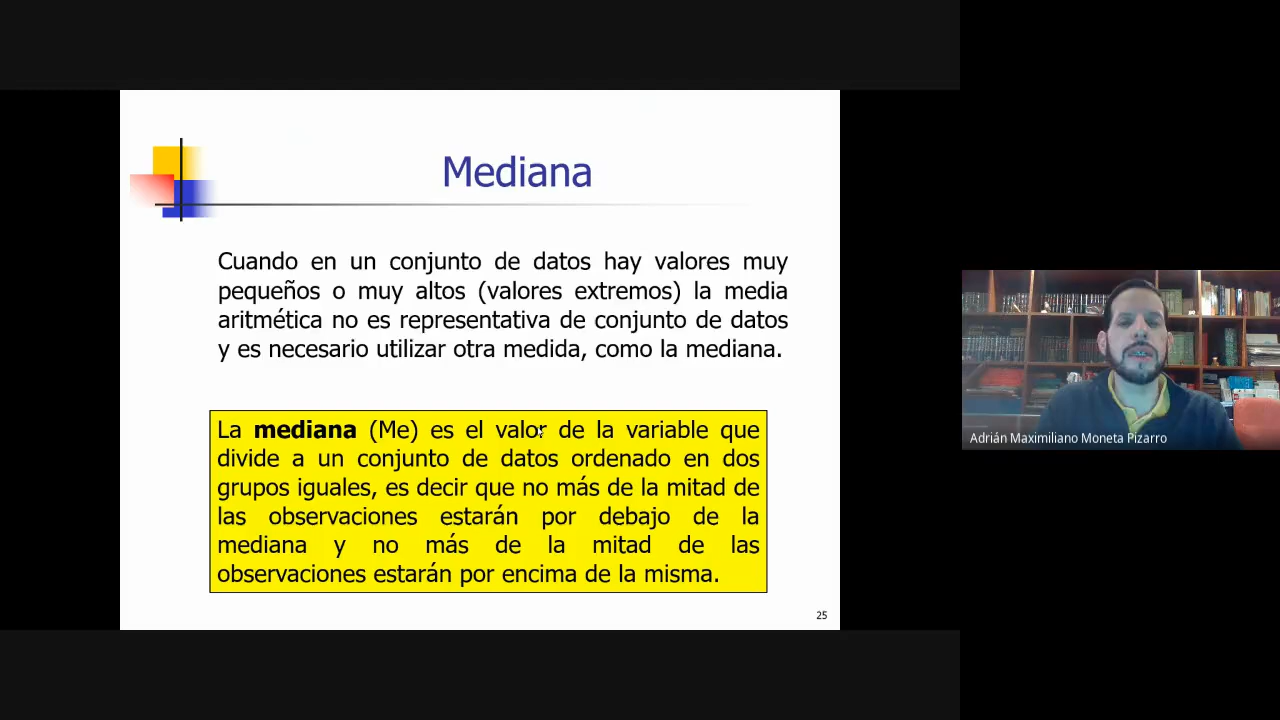 Mediana
Cuando en un conjunto de datos hay valores muy
pequeños o muy altos (valores extremos) la media
aritmética no es representativa de conjunto de datos
y es necesario utilizar otra medida, como la mediana.
La mediana (Me) es el valor de la variable que
divide a un conjunto de datos ordenado en dos
grupos iguales, es decir que no más de la mitad de
las observaciones estarán por debajo de la
mediana y no más de la mitad de las
observaciones estarán por encima de la misma.
25
Adrián Maximiliano Moneta Pizarro